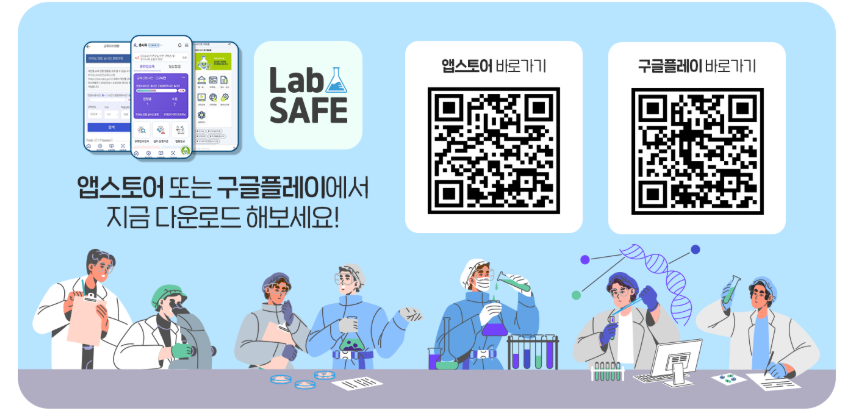 Lab
SAFE
앱스토어 또는 구글플레이에서
지금 다운로드 해보세요!
앱스토어 바로가기
구글플레이 바로가기